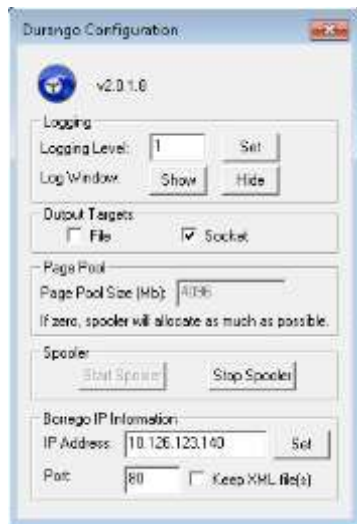 Durango Configuration
v2.0.1.8
Logging
Logging Level: 1 Set
Log Window: Show Hide
Output Targets
File Socket
Page Pool
Page Pool Size (Mb): 4096
If zero, spooler will allocate as much as possible.
Spooler
Start Spooler Stop Spooler
Borrego IP Information
IP Address: 10.126.123.140 Set
Port: 80 Keep XML file(s)